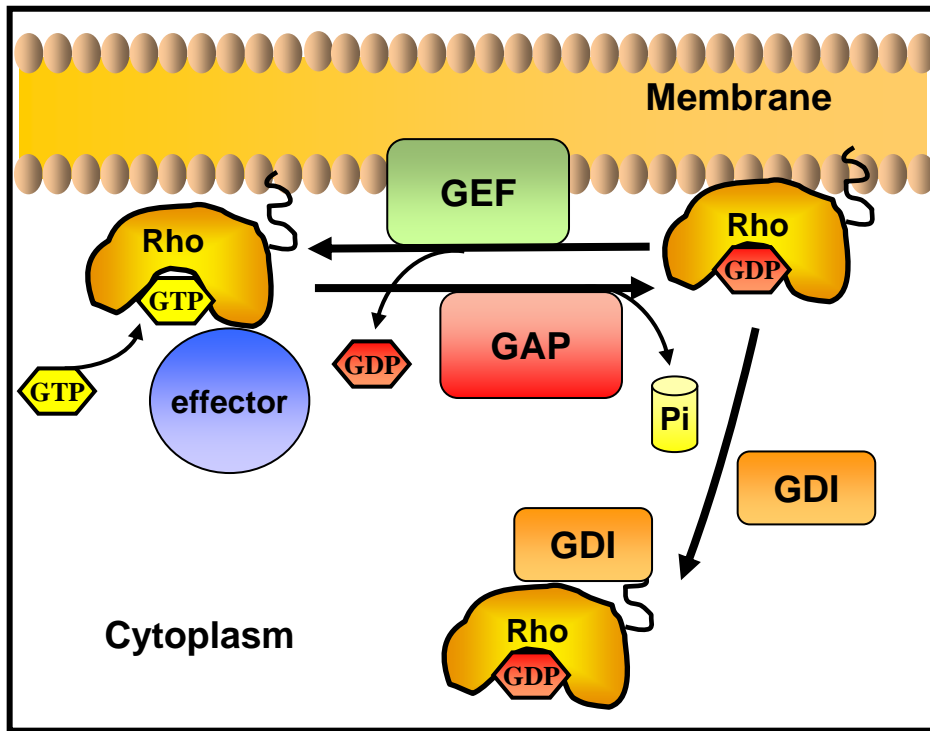 Membrane
GEF
Rho
Rho
GDP
GTP
GAP
GDP
GTP
effector
Pi
GDI
GDI
Cytoplasm
Rho
GDP